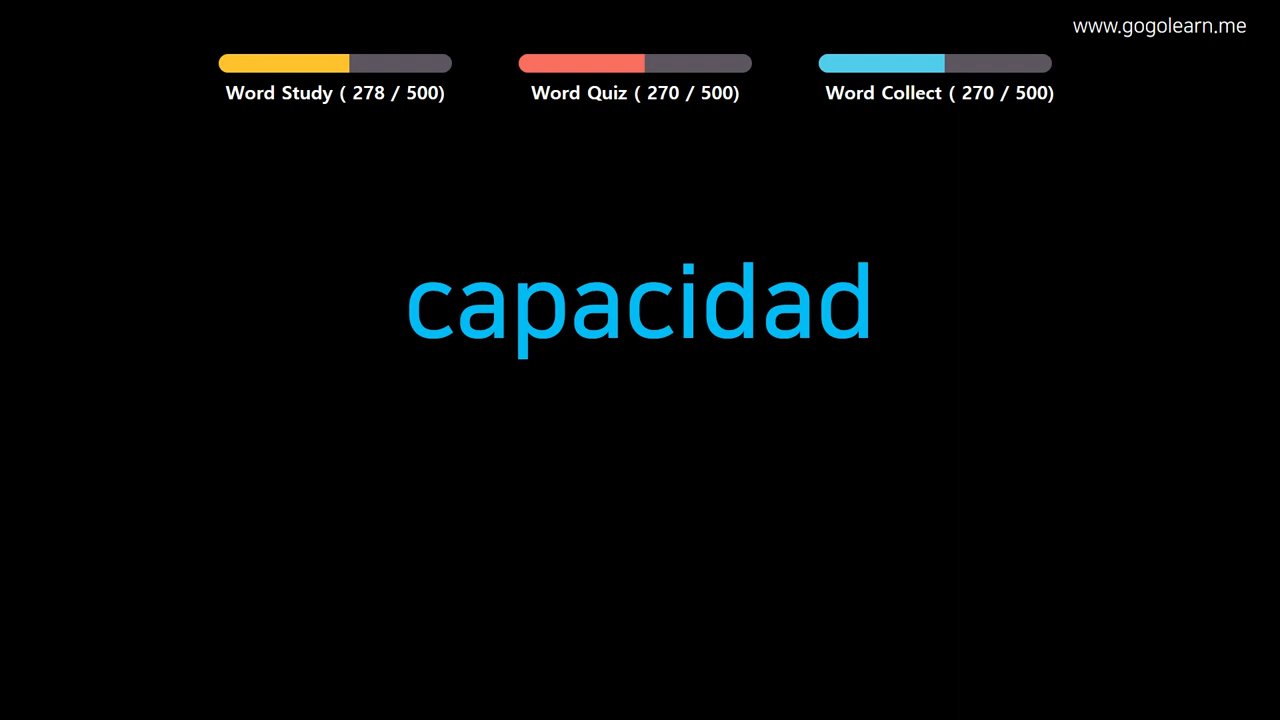 www.gogolearn.me
Word Study ( 278 / 500)
Word Quiz ( 270 / 500)
Word Collect ( 270 / 500)
capacidad